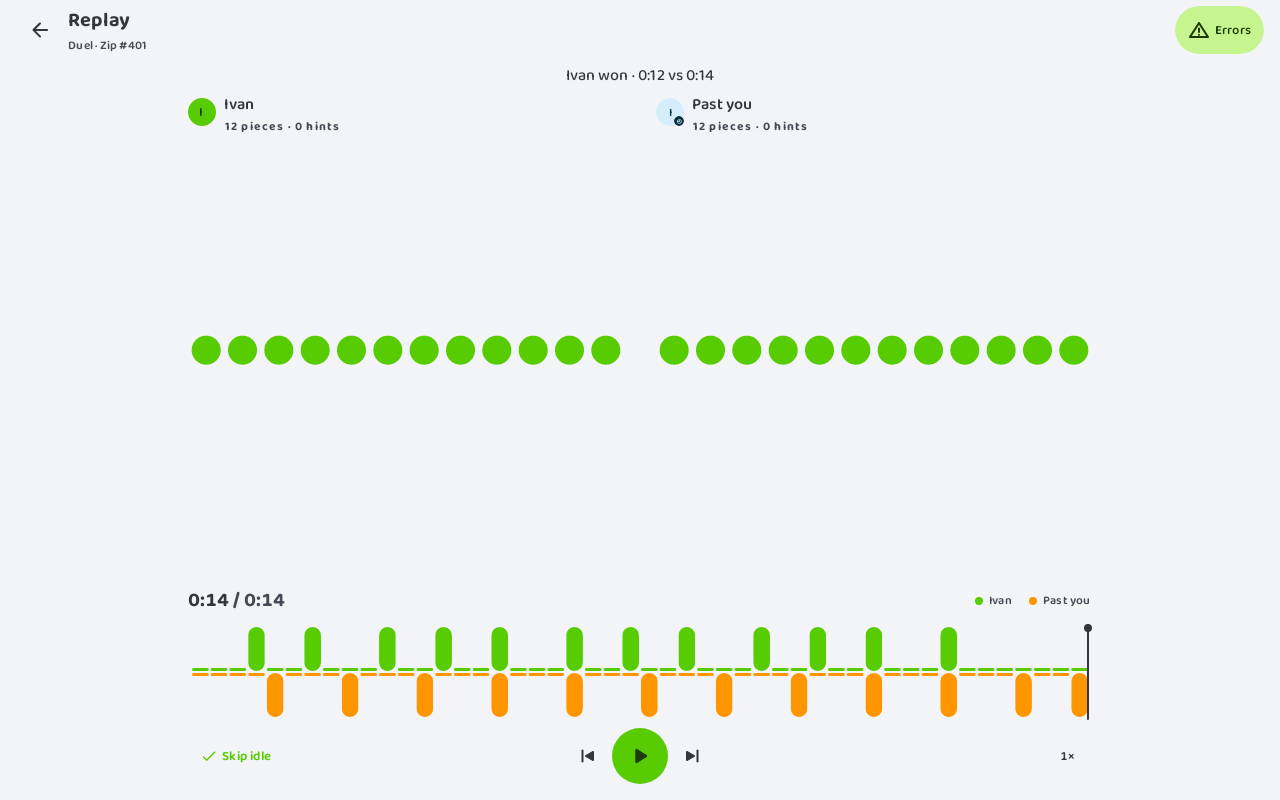 Replay
Duel · Zip #401
Errors
Ivan won · 0:12 vs 0:14
I
Ivan
12 pieces · 0 hints
I
Past you
12 pieces · 0 hints
0:14 / 0:14
Ivan
Past you
Skip idle
1×